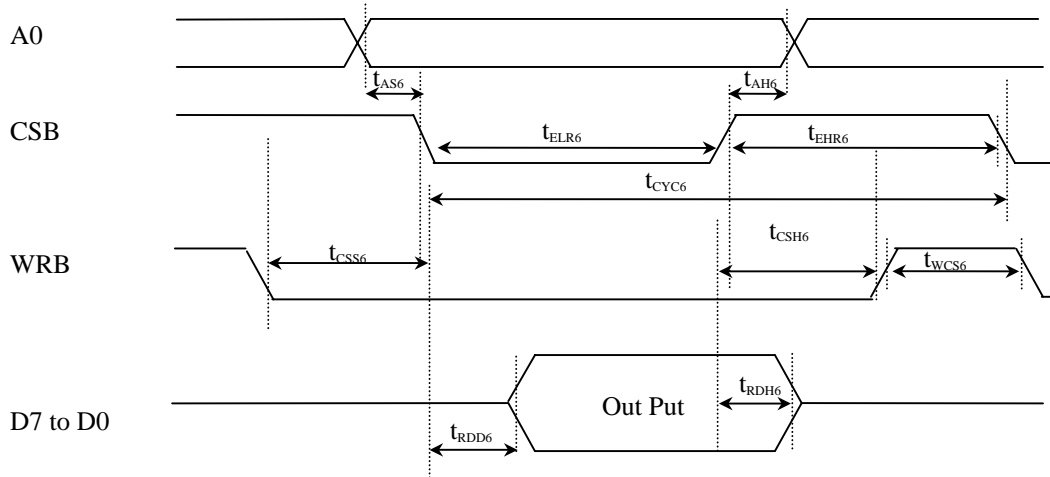 A0
tAS6
tAH6
CSB
tELR6
tEHR6
tCYC6
tCSH6
WRB
tCSS6
tWCS6
D7 to D0
Out Put
tRDH6
tRDD6